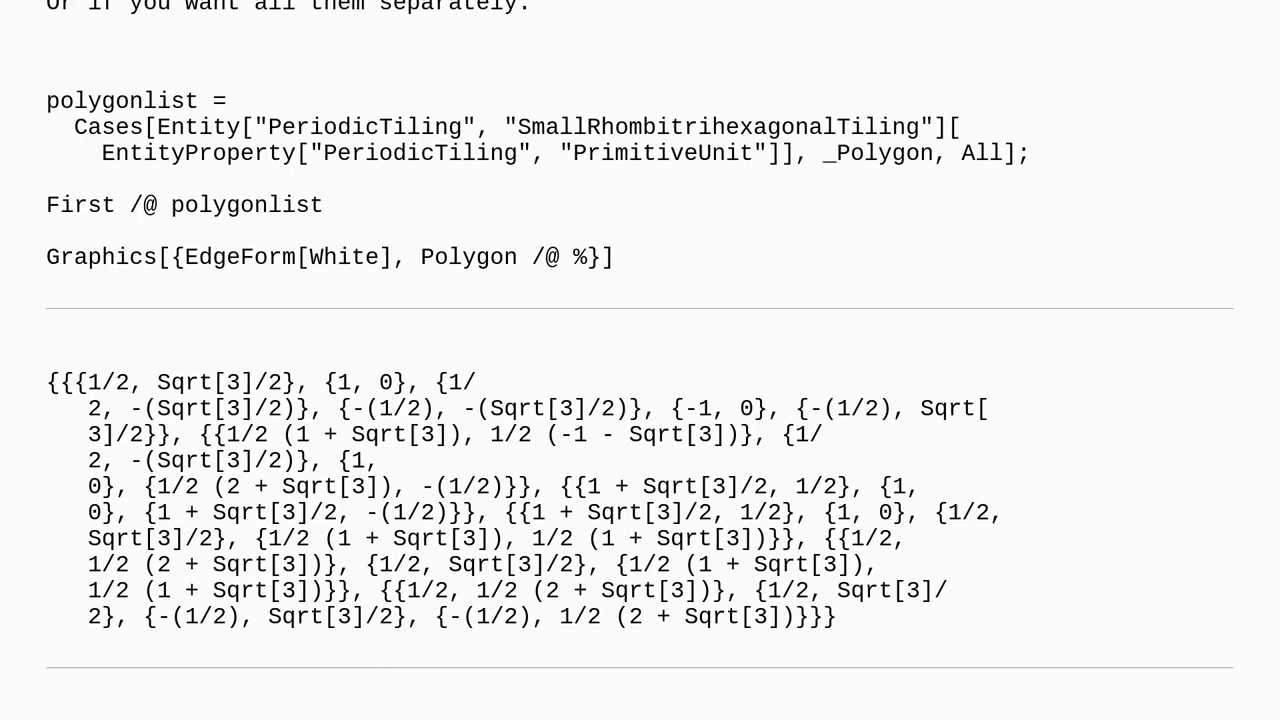 Or if you want all them separately.
polygonlist =
Cases[Entity["PeriodicTiling", "SmallRhombitrihexagonalTiling"][
EntityProperty["PeriodicTiling", "PrimitiveUnit"]], _Polygon, All];
First /@ polygonlist
Graphics[{EdgeForm[White], Polygon /@ %}]
{{{1/2, Sqrt[3]/2}, {1, 0}, {1/
2, -(Sqrt[3]/2)}, {-(1/2), -(Sqrt[3]/2)}, {-1, 0}, {-(1/2), Sqrt[
3]/2}}, {{1/2 (1 + Sqrt[3]), 1/2 (-1 - Sqrt[3])}, {1/
2, -(Sqrt[3]/2)}, {1,
0}, {1/2 (2 + Sqrt[3]), -(1/2)}}, {{1 + Sqrt[3]/2, 1/2}, {1,
0}, {1 + Sqrt[3]/2, -(1/2)}}, {{1 + Sqrt[3]/2, 1/2}, {1, 0}, {1/2,
Sqrt[3]/2}, {1/2 (1 + Sqrt[3]), 1/2 (1 + Sqrt[3])}}, {{1/2,
1/2 (2 + Sqrt[3])}, {1/2, Sqrt[3]/2}, {1/2 (1 + Sqrt[3]),
1/2 (1 + Sqrt[3])}}, {{1/2, 1/2 (2 + Sqrt[3])}, {1/2, Sqrt[3]/
2}, {-(1/2), Sqrt[3]/2}, {-(1/2), 1/2 (2 + Sqrt[3])}}}